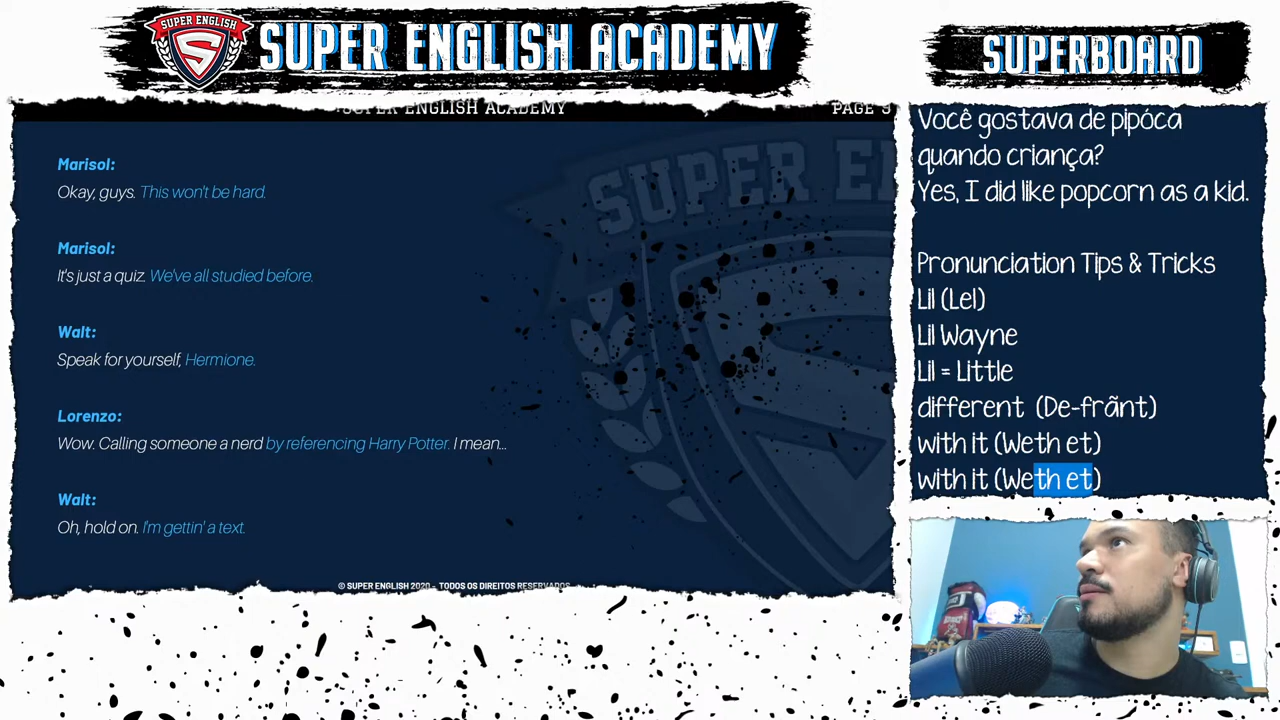 SUPER ENGLISH
SUPER ENGLISH ACADEMY
SUPERBOARD
SUPER ENGLISH ACADEMY
PAGE
Marisol:
Okay, guys. This won't be hard.
Marisol:
It's just a quiz. We've all studied before.
Walt:
Speak for yourself, Hermione.
Lorenzo:
Wow. Calling someone a nerd by referencing Harry Potter. I mean...
Walt:
Oh, hold on. I'm gettin' a text.
© SUPER ENGLISH 2020 - TODOS OS DIREITOS RESERVADOS
SUPER E
Você gostava de pipóca
quando criança?
Yes, I did like popcorn as a kid.
Pronunciation Tips & Tricks
Lil (Lel)
Lil Wayne
Lil = Little
different (De-frãnt)
with it (Weth et)
with it (Weth et)